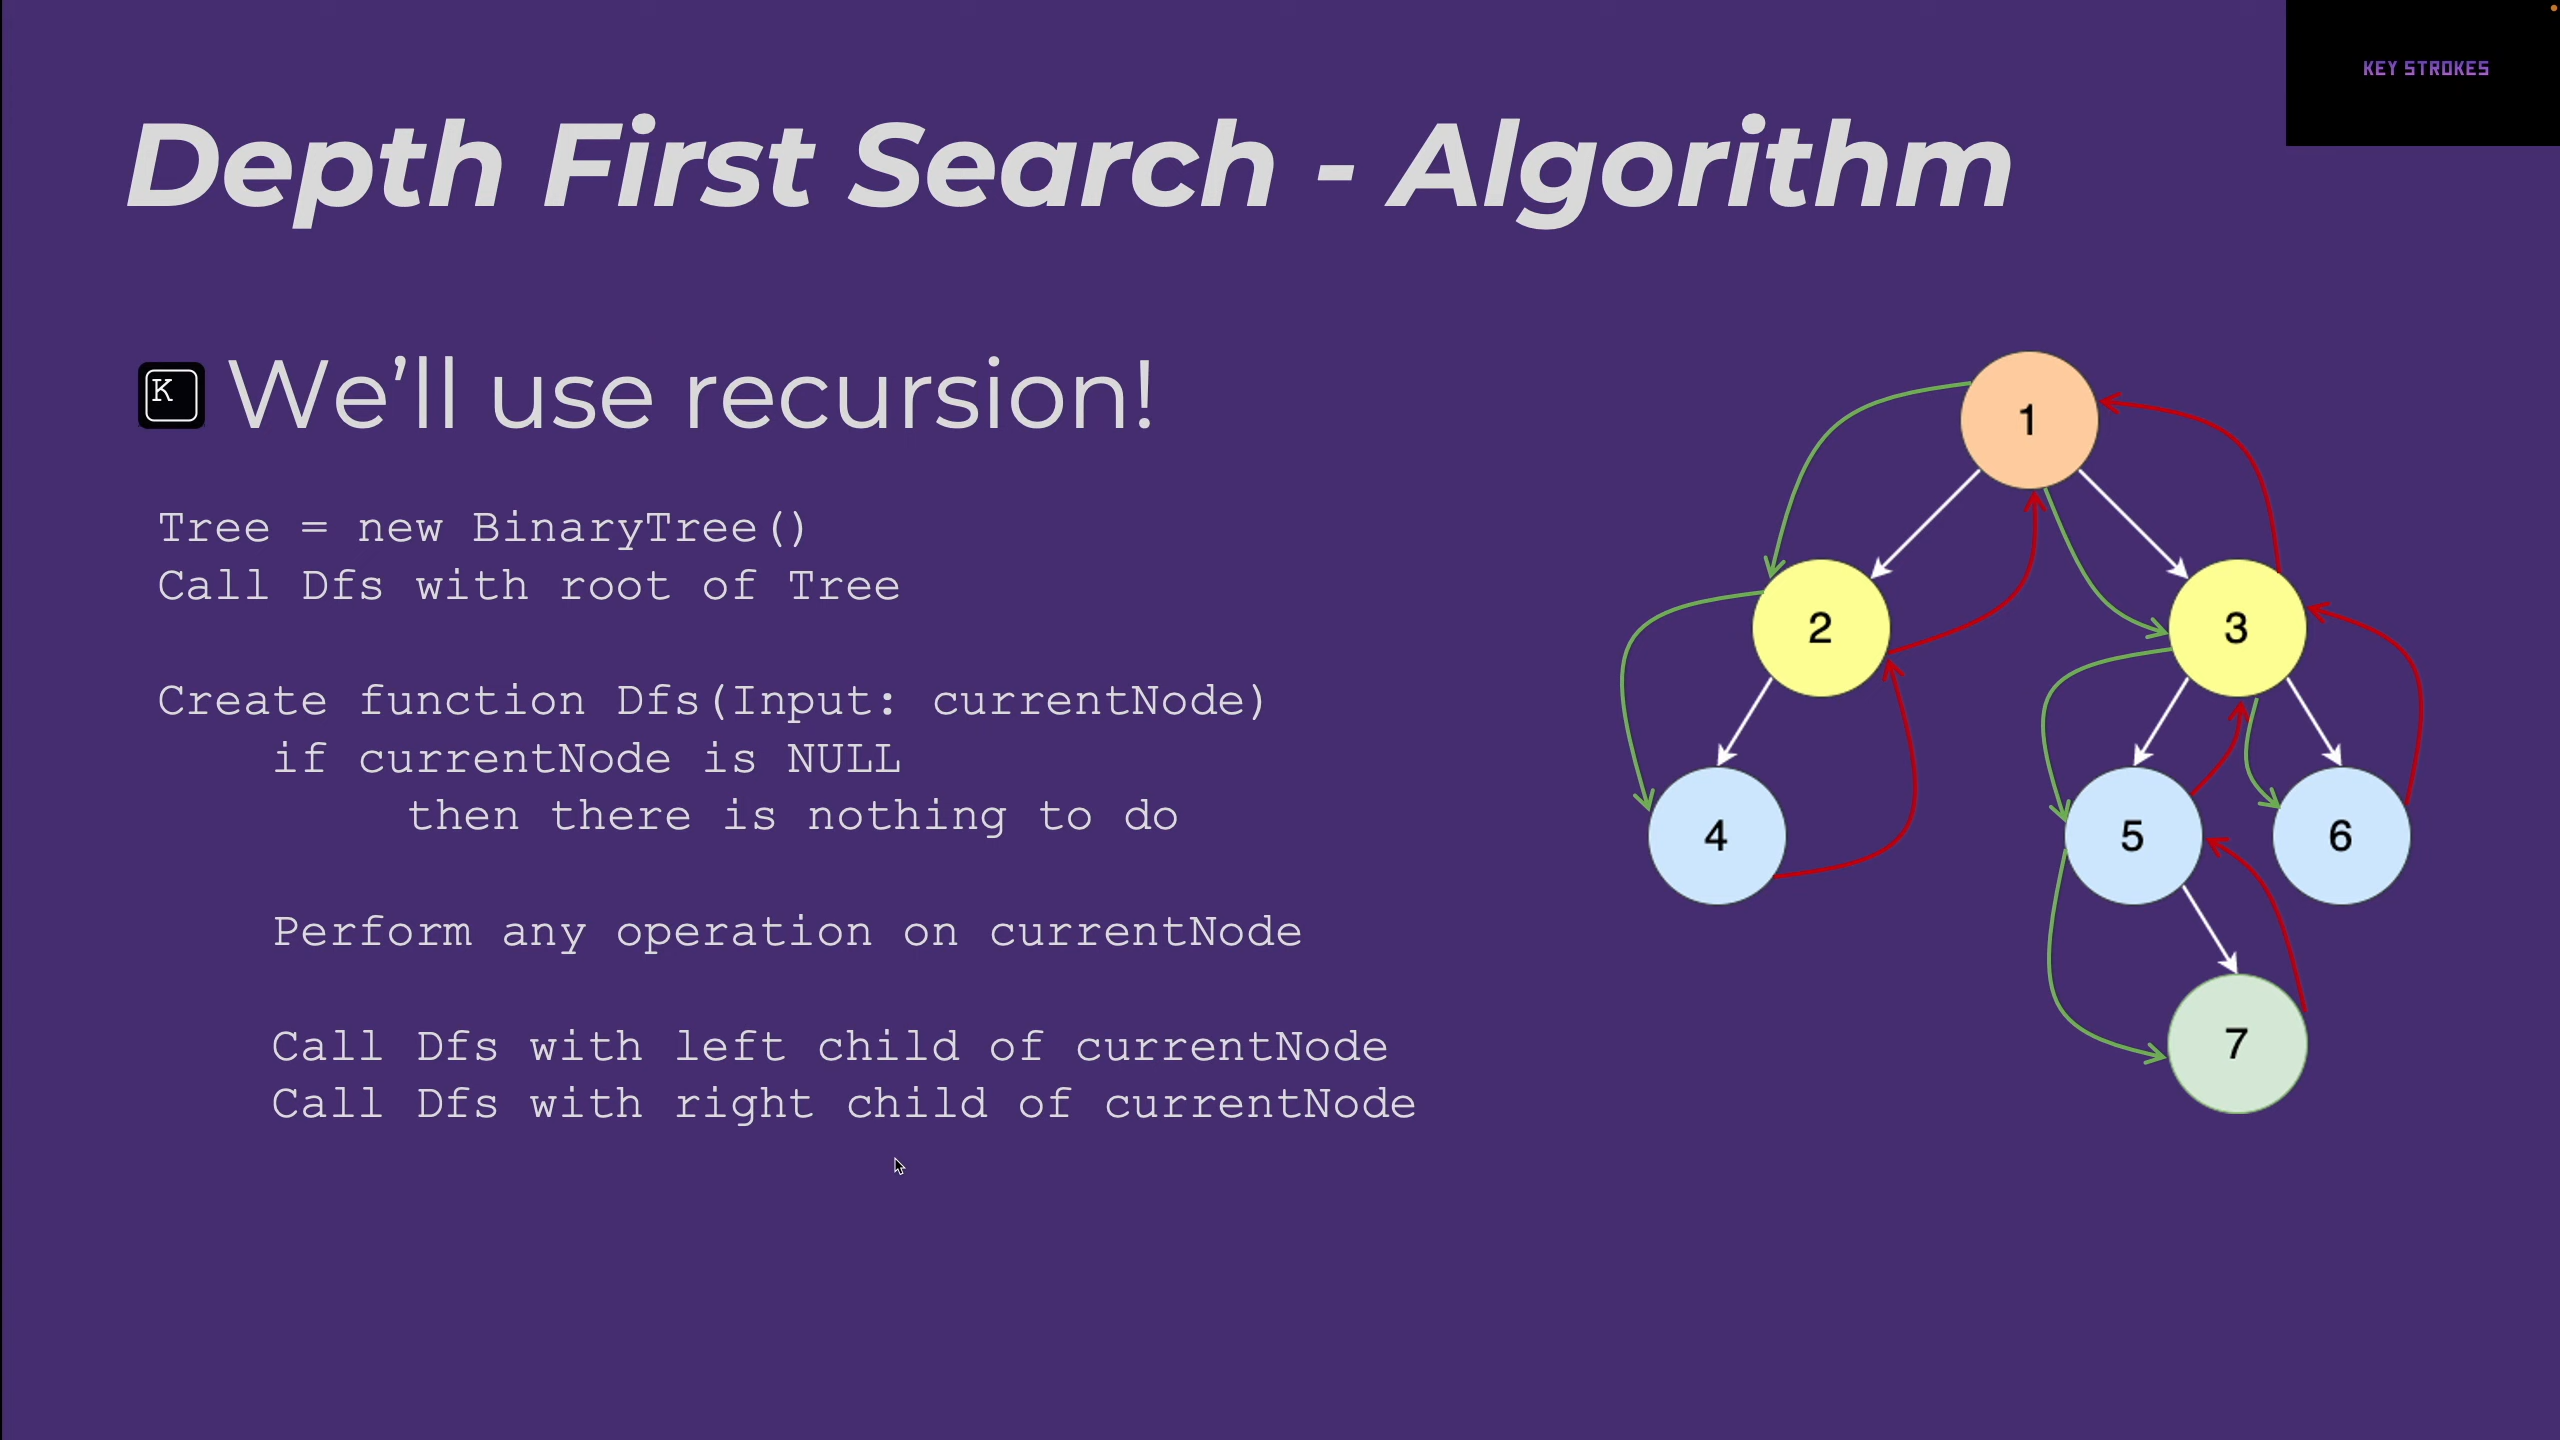 KEY STROKES
Depth First Search - Algorithm
K
We’ll use recursion!
Tree = new BinaryTree()
Call Dfs with root of Tree
Create function Dfs(Input: currentNode)
if currentNode is NULL
then there is nothing to do
Perform any operation on currentNode
Call Dfs with left child of currentNode
Call Dfs with right child of currentNode
1
2
3
4
5
6
7